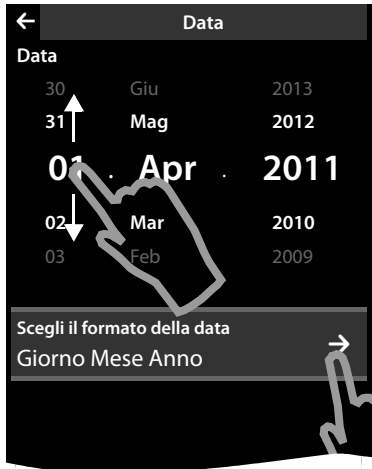 Data
Data
30 Giu 2013
31 Mag 2012
01 . Apr . 2011
02 Mar 2010
03 Feb 2009
Scegli il formato della data
Giorno Mese Anno